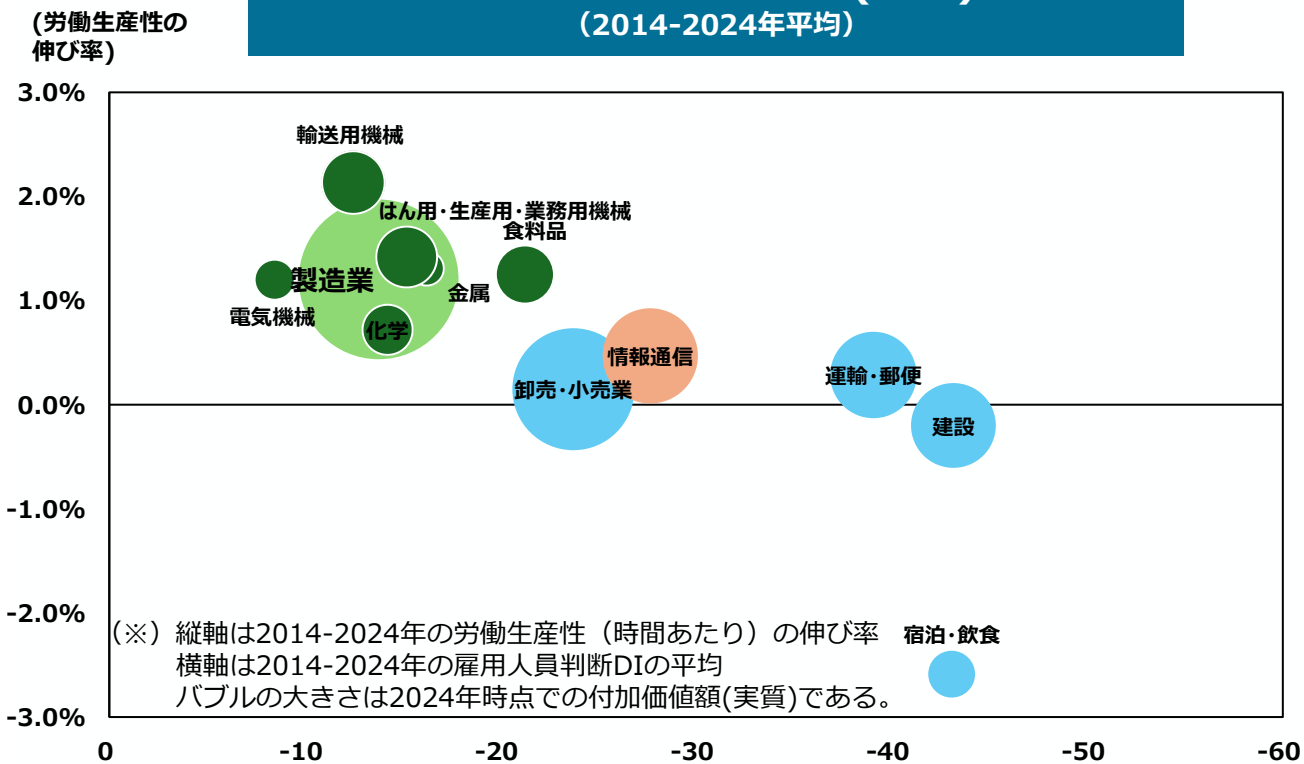 （2014-2024年平均）
(労働生産性の
伸び率)
3.0%
2.0%
1.0%
0.0%
-1.0%
-2.0%
-3.0%
輸送用機械
はん用･生産用･業務用機械
食料品
製造業
金属
電気機械
化学
情報通信
卸売･小売業
運輸･郵便
建設
宿泊･飲食
（※）縦軸は2014-2024年の労働生産性（時間あたり）の伸び率
横軸は2014-2024年の雇用人員判断DIの平均
バブルの大きさは2024年時点での付加価値額(実質)である。
0 -10 -20 -30 -40 -50 -60